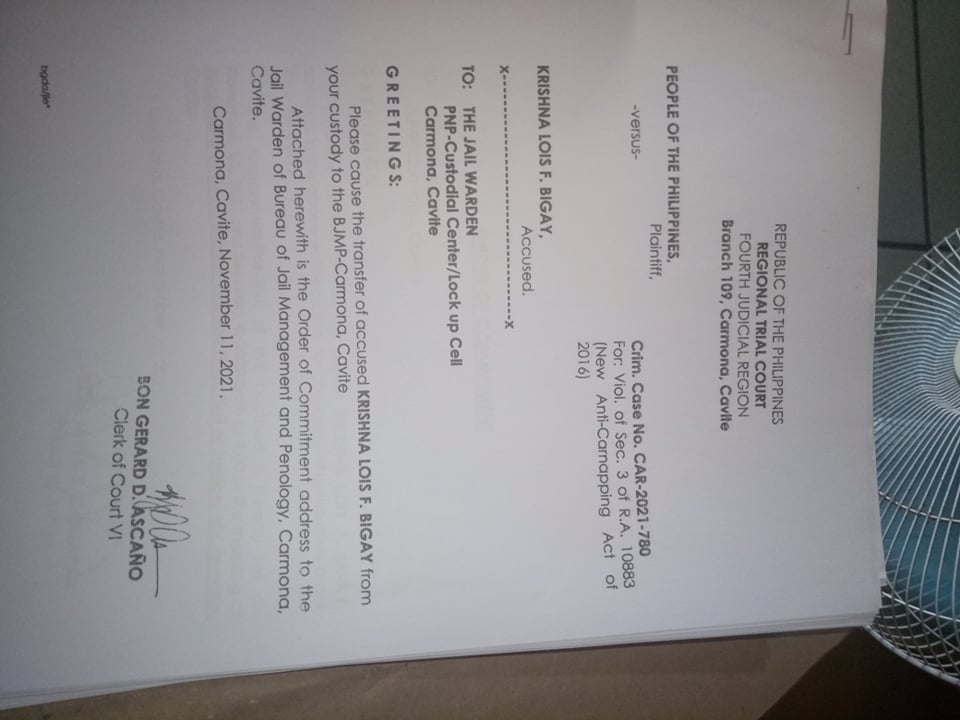 REPUBLIC OF THE PHILIPPINES
REGIONAL TRIAL COURT
FOURTH JUDICIAL REGION
Branch 109, Carmona, Cavite
PEOPLE OF THE PHILIPPINES,
Plaintiff,
-versus-
Crim. Case No. CAR-2021-780
For: Viol. of Sec. 3 of R.A. 10883
(New Anti-Carnapping Act of
2016)
KRISHNA LOIS F. BIGAY,
Accused.
x-------------------------------------x
TO: THE JAIL WARDEN
PNP-Custodial Center/Lock up Cell
Carmona, Cavite
G R E E T I N G S:
Please cause the transfer of accused KRISHNA LOIS F. BIGAY from
your custody to the BJMP-Carmona, Cavite
Attached herewith is the Order of Commitment address to the
Jail Warden of Bureau of Jail Management and Penology, Carmona,
Cavite.
Carmona, Cavite, November 11, 2021.
BON GERARD D. ASCAÑO
Clerk of Court VI
bgda/jle*